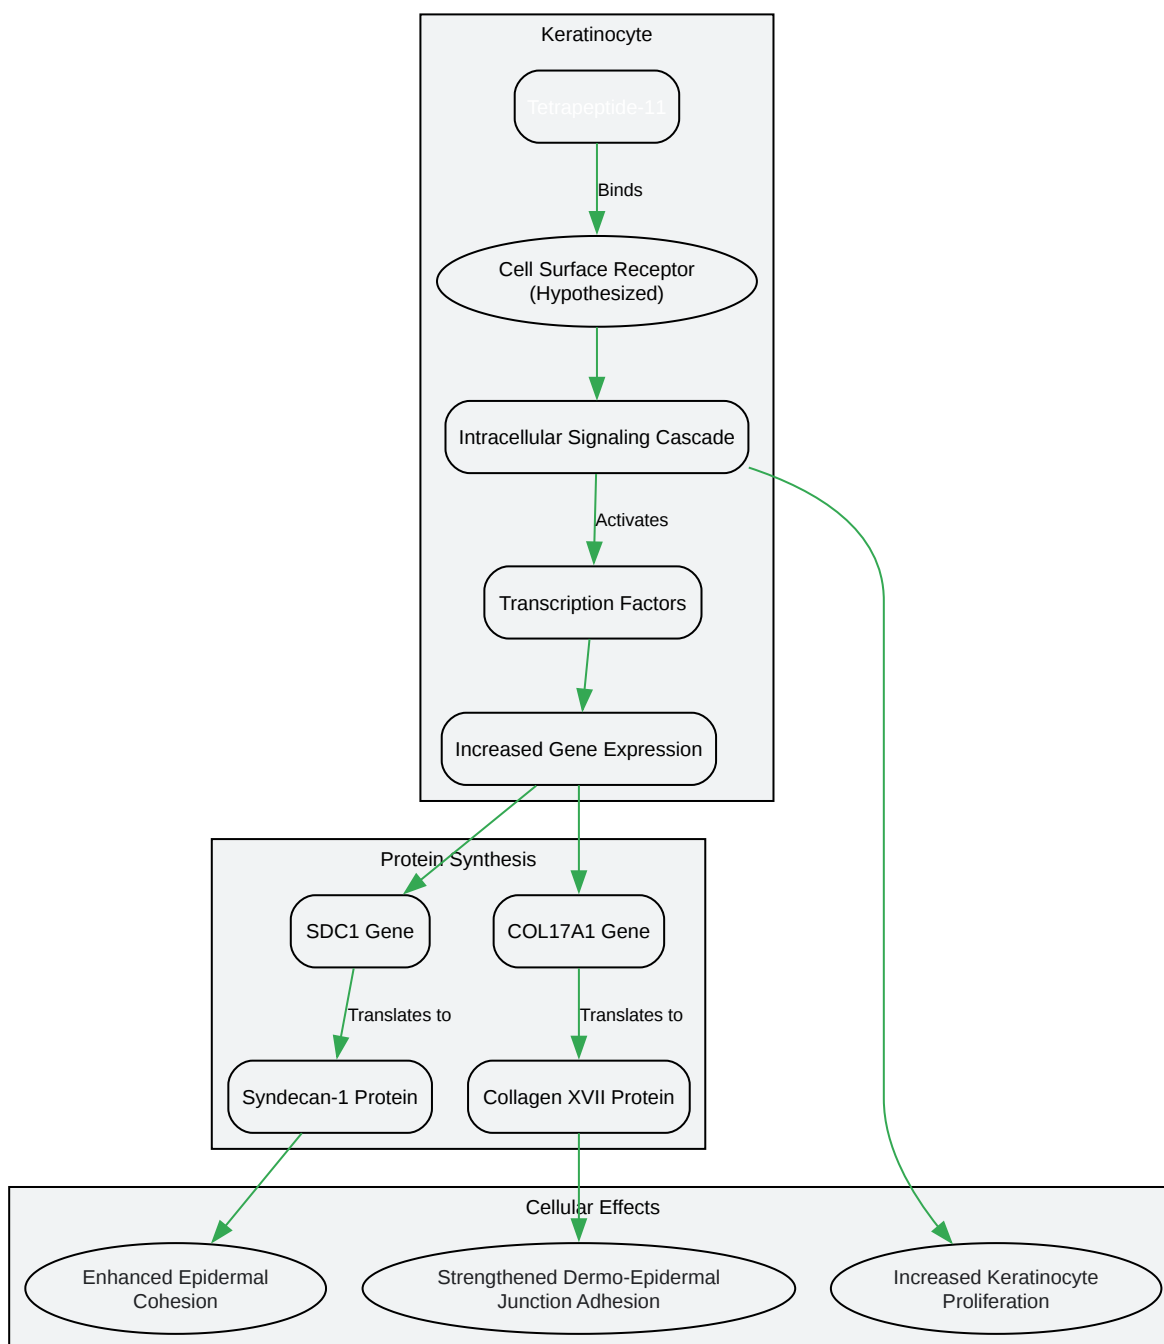 Keratinocyte
Tetrapeptide-11
Binds
Cell Surface Receptor
(Hypothesized)
Intracellular Signaling Cascade
Activates
Transcription Factors
Increased Gene Expression
Protein Synthesis
SDC1 Gene
COL17A1 Gene
Translates to
Translates to
Syndecan-1 Protein
Collagen XVII Protein
Cellular Effects
Enhanced Epidermal
Cohesion
Strengthened Dermo-Epidermal
Junction Adhesion
Increased Keratinocyte
Proliferation